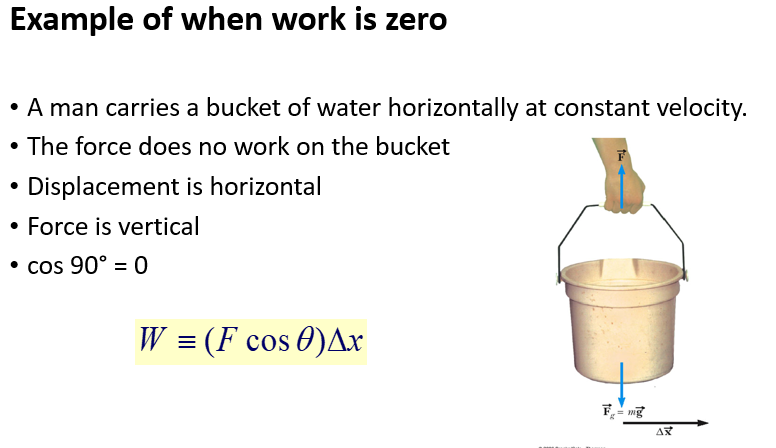 Example of when work is zero
• A man carries a bucket of water horizontally at constant velocity.
• The force does no work on the bucket
• Displacement is horizontal
• Force is vertical
• cos 90° = 0
W ≡ (F cos θ)Δx
F⃗
F⃗g = mg⃗
Δx⃗